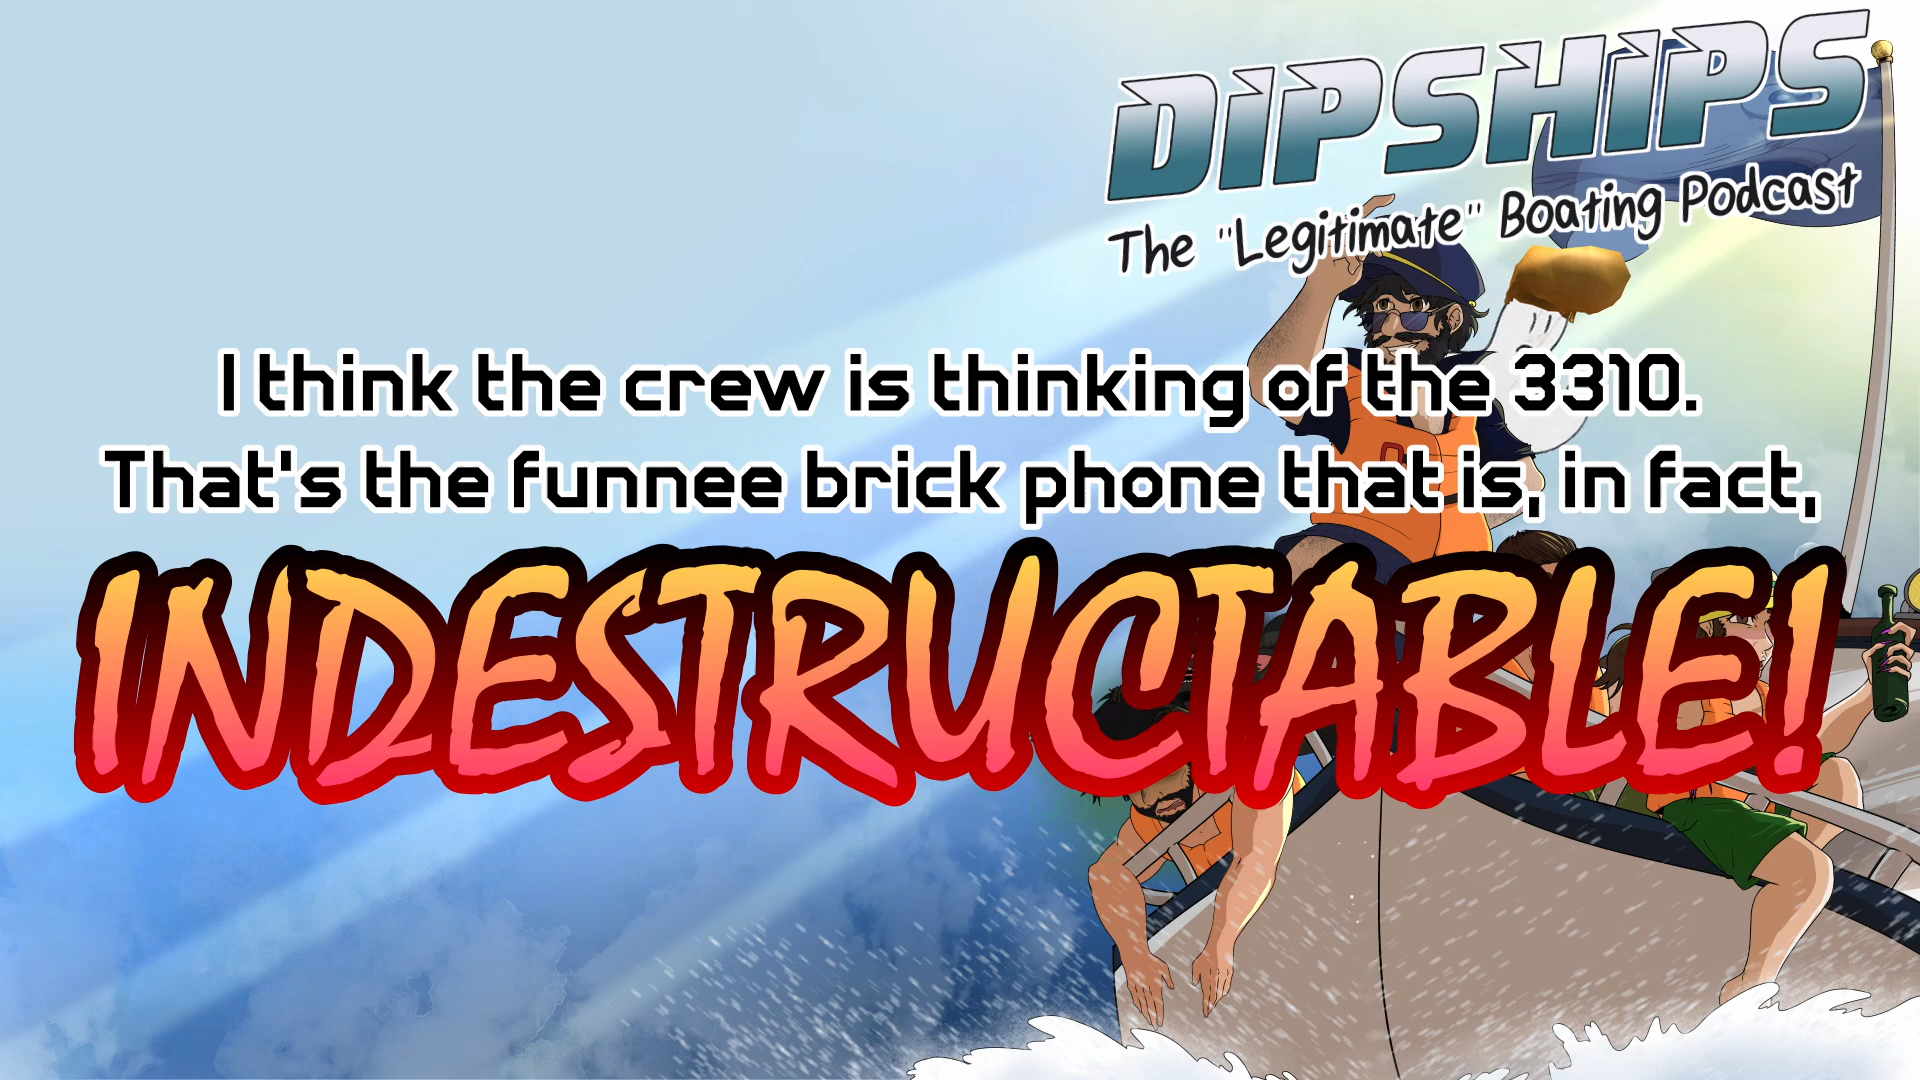 DIPSHIPS
The "Legitimate" Boating Podcast
I think the crew is thinking of the 3310.
That's the funnee brick phone that is, in fact,
INDESTRUCTABLE!